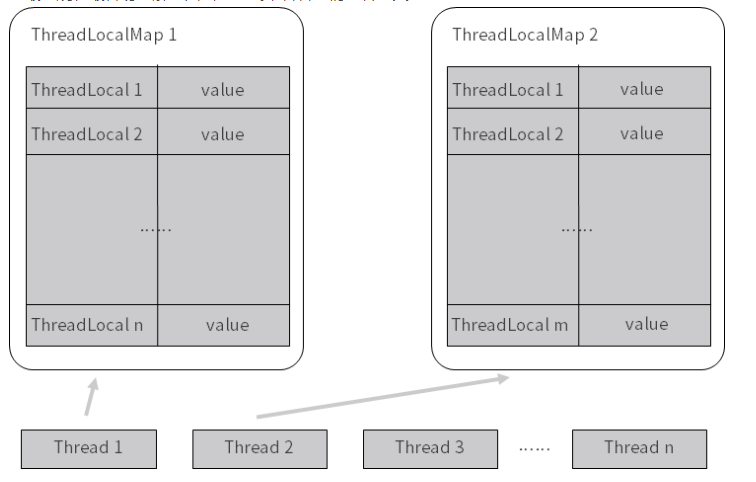 ThreadLocalMap 1
ThreadLocal 1 value
ThreadLocal 2 value
······
ThreadLocal n value
ThreadLocalMap 2
ThreadLocal 1 value
ThreadLocal 2 value
······
ThreadLocal m value
Thread 1 Thread 2 Thread 3 ······ Thread n